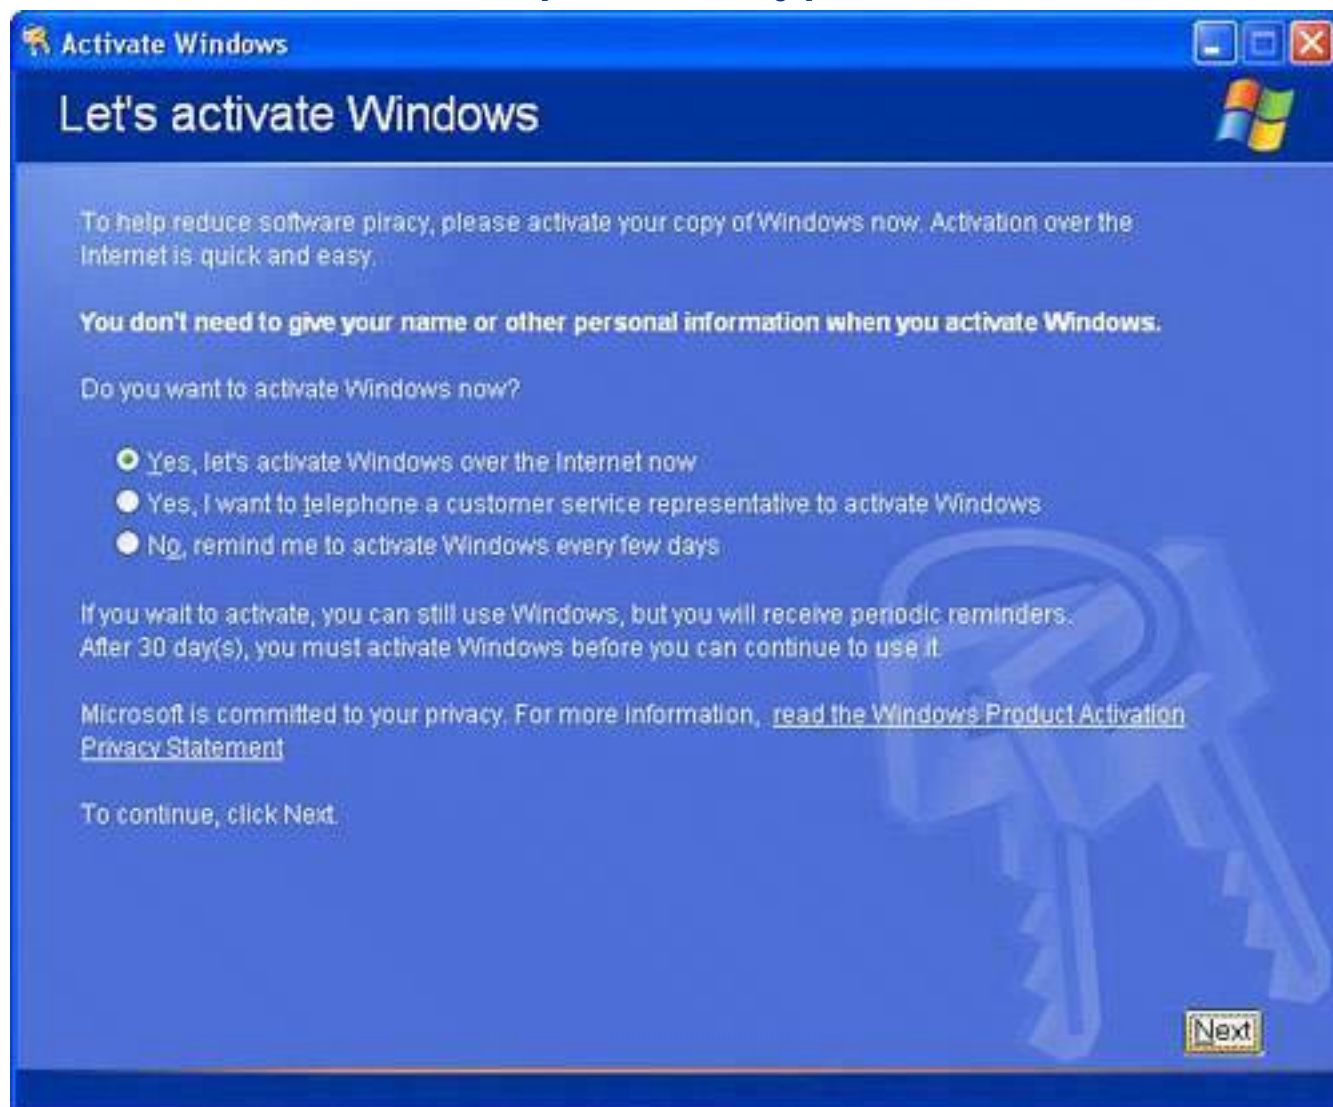 Activate Windows
Let's activate Windows
To help reduce software piracy, please activate your copy of Windows now. Activation over the
Internet is quick and easy.
You don't need to give your name or other personal information when you activate Windows.
Do you want to activate Windows now?
Yes, let's activate Windows over the Internet now
Yes, I want to telephone a customer service representative to activate Windows
No, remind me to activate Windows every few days
If you wait to activate, you can still use Windows, but you will receive periodic reminders.
After 30 day(s), you must activate Windows before you can continue to use it.
Microsoft is committed to your privacy. For more information, read the Windows Product Activation
Privacy Statement
To continue, click Next.
Next